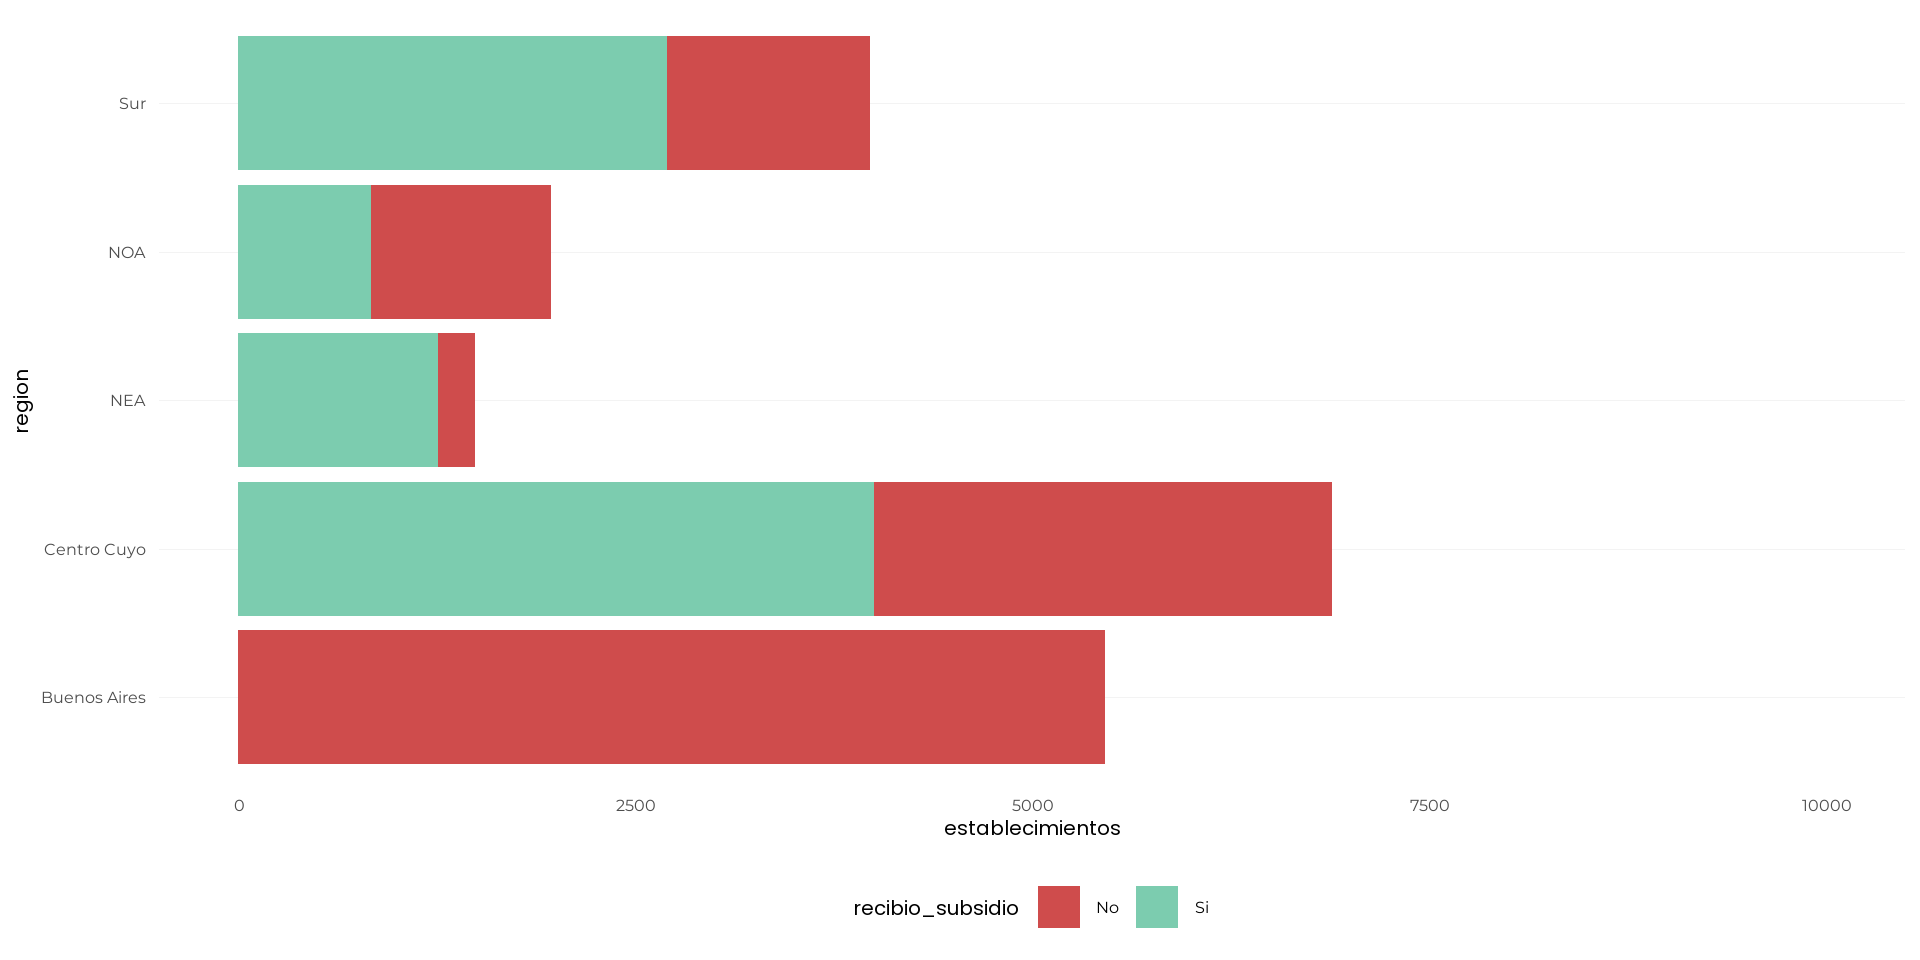 Sur
NOA
NEA
Centro Cuyo
Buenos Aires
region
0 2500 5000 7500 10000
establecimientos
recibio_subsidio No Si